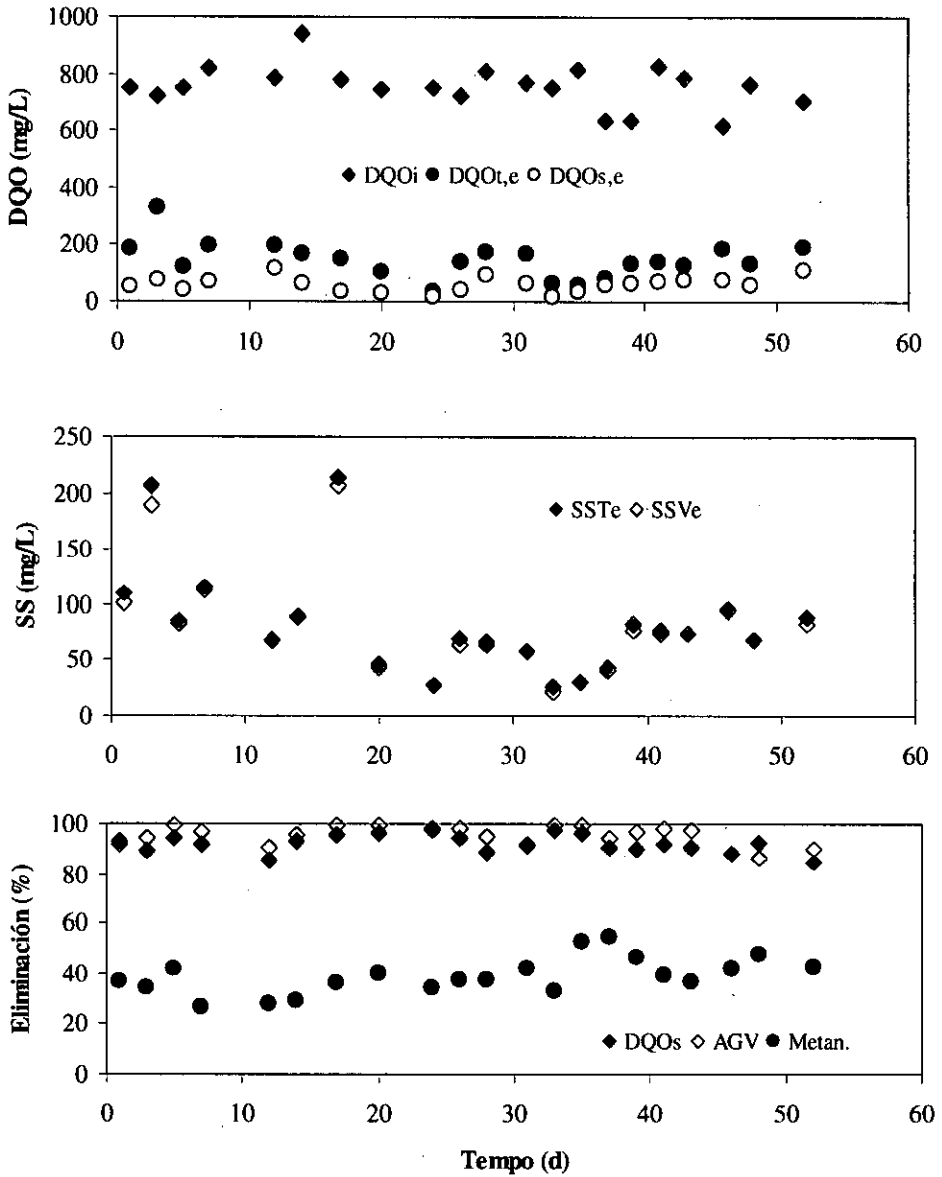 1000
800
600
400
200
0
DQO (mg/L)
DQOi DQOt,e DQOs,e
0 10 20 30 40 50 60
250
200
150
100
50
0
SS (mg/L)
SSTe SSVe
0 10 20 30 40 50 60
100
80
60
40
20
0
Eliminación (%)
DQOs AGV Metan.
0 10 20 30 40 50 60
Tempo (d)